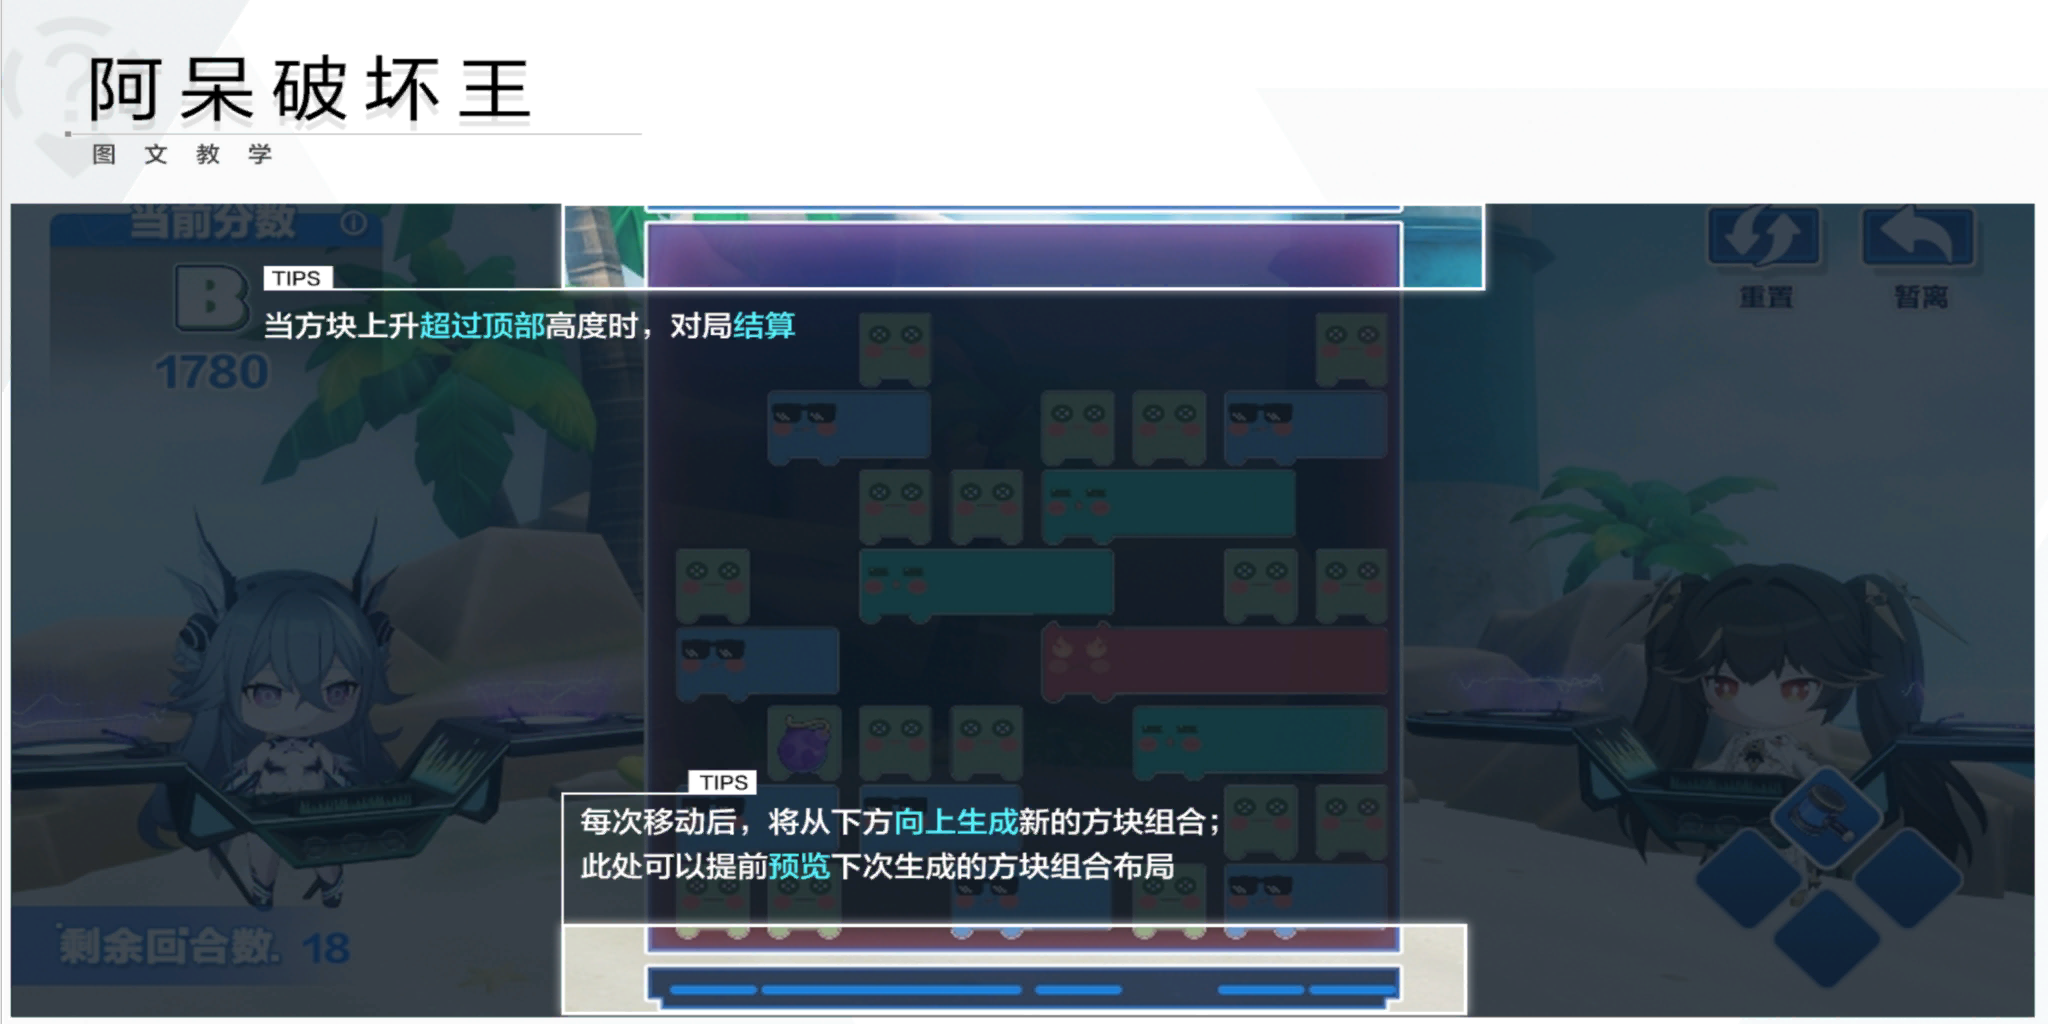 阿呆破坏王
图文教学
当前分数
B
1780
TIPS
当方块上升超过顶部高度时，对局结算
重置
暂离
TIPS
每次移动后，将从下方向上生成新的方块组合；
此处可以提前预览下次生成的方块组合布局
剩余回合数. 18